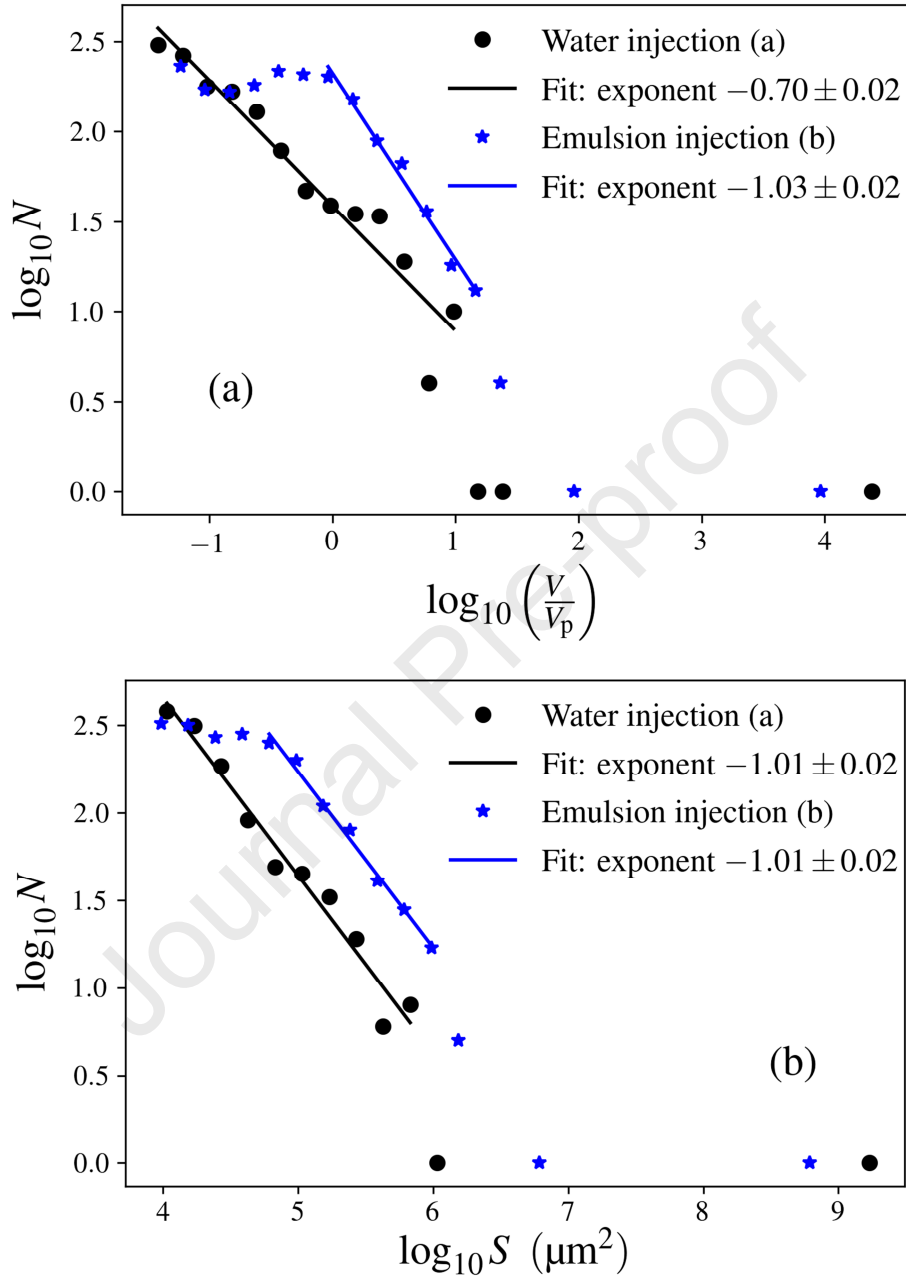 2.5
2.0
1.5
1.0
0.5
0.0
log₁₀N
Water injection (a)
Fit: exponent −0.70 ± 0.02
Emulsion injection (b)
Fit: exponent −1.03 ± 0.02
(a)
−1 0 1 2 3 4
log₁₀(V/Vₚ)
2.5
2.0
1.5
1.0
0.5
0.0
log₁₀N
Water injection (a)
Fit: exponent −1.01 ± 0.02
Emulsion injection (b)
Fit: exponent −1.01 ± 0.02
(b)
4 5 6 7 8 9
log₁₀S (µm²)
Journal Pre-proof